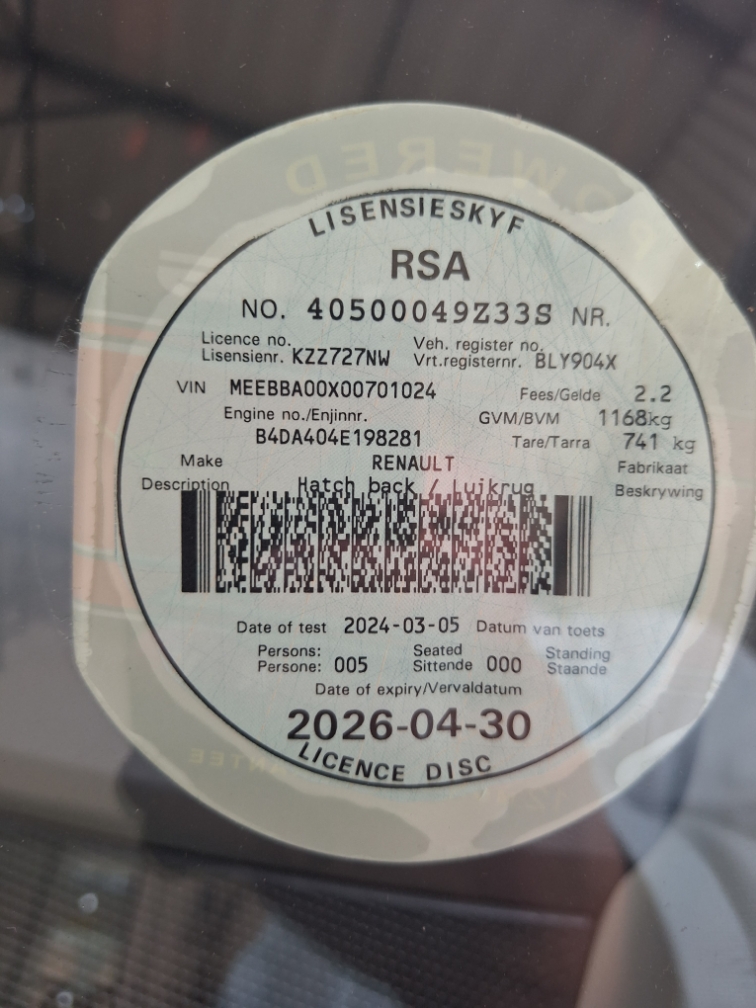 POWERED
LISENSIESKYF
RSA
NO. 40500049Z33S NR.
Licence no. Veh. register no.
Lisensienr. KZZ727NW Vrt.registernr. BLY904X
VIN MEEBBA00X00701024 Fees/Gelde 2.2
Engine no./Enjinnr. GVM/BVM 1168kg
B4DA404E198281 Tare/Tarra 741 kg
Make RENAULT Fabrikaat
Description Hatch back / Luikrug Beskrywing
Date of test 2024-03-05 Datum van toets
Persons: Seated Standing
Persone: 005 Sittende 000 Staande
Date of expiry/Vervaldatum
2026-04-30
LICENCE DISC